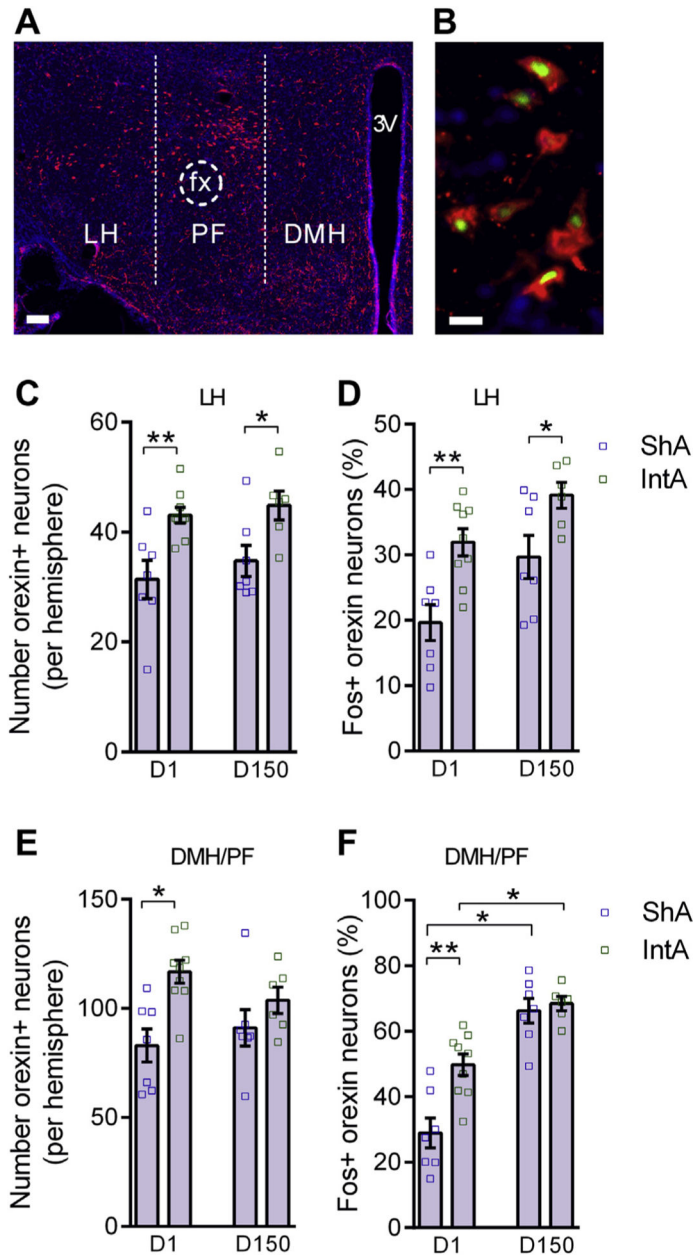 A
B
3V
fx
LH
PF
DMH
C
LH
Number orexin+ neurons
(per hemisphere)
60
40
20
0
**
*
D1
D150
D
LH
Fos+ orexin neurons (%)
50
40
30
20
10
0
**
*
D1
D150
ShA
IntA
E
DMH/PF
Number orexin+ neurons
(per hemisphere)
150
100
50
0
*
D1
D150
F
DMH/PF
Fos+ orexin neurons (%)
100
80
60
40
20
0
*
*
**
D1
D150
ShA
IntA